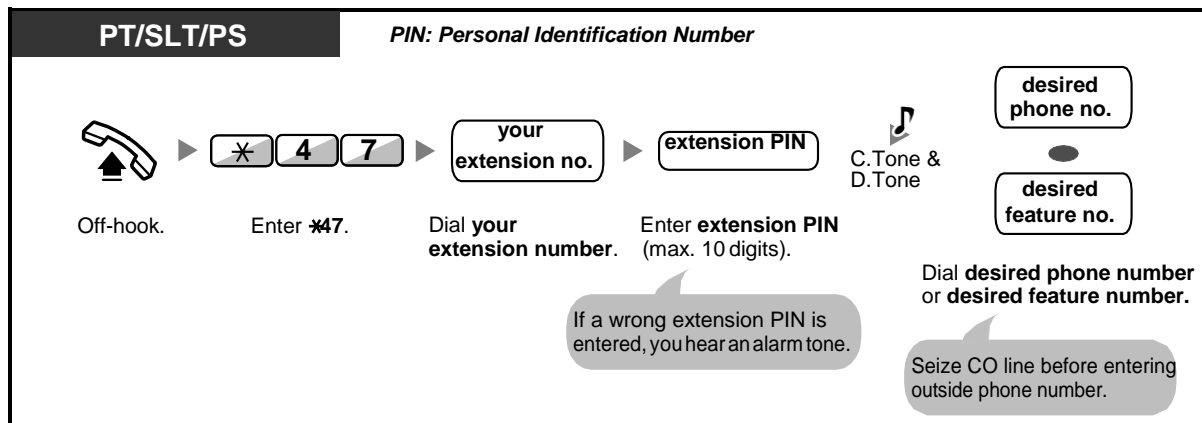 PT/SLT/PS
PIN: Personal Identification Number
* 4 7
your
extension no.
extension PIN
C.Tone &
D.Tone
desired
phone no.
desired
feature no.
Off-hook.
Enter *47.
Dial your
extension number.
Enter extension PIN
(max. 10 digits).
If a wrong extension PIN is
entered, you hear an alarm tone.
Dial desired phone number
or desired feature number.
Seize CO line before entering
outside phone number.